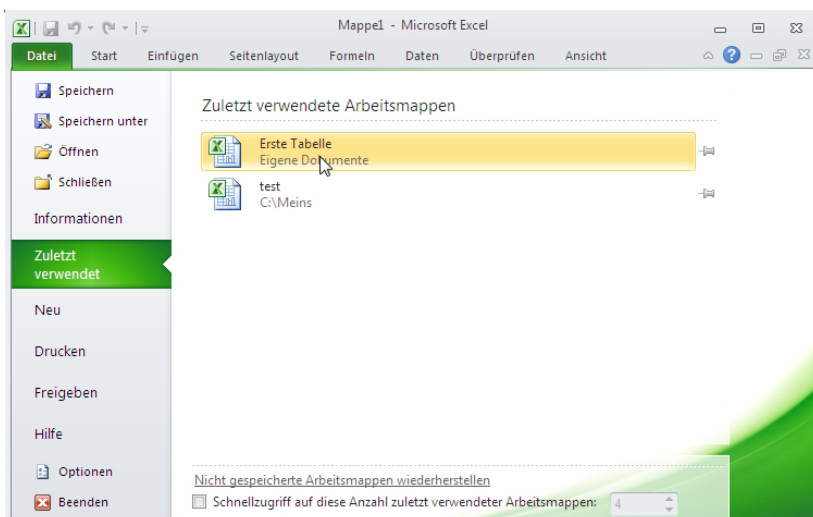 Mappe1 - Microsoft Excel
Datei Start Einfügen Seitenlayout Formeln Daten Überprüfen Ansicht
Speichern
Speichern unter
Öffnen
Schließen
Informationen
Zuletzt
verwendet
Neu
Drucken
Freigeben
Hilfe
Optionen
Beenden
Zuletzt verwendete Arbeitsmappen
Erste Tabelle
Eigene Dokumente
test
C:\Meins
Nicht gespeicherte Arbeitsmappen wiederherstellen
Schnellzugriff auf diese Anzahl zuletzt verwendeter Arbeitsmappen: 4